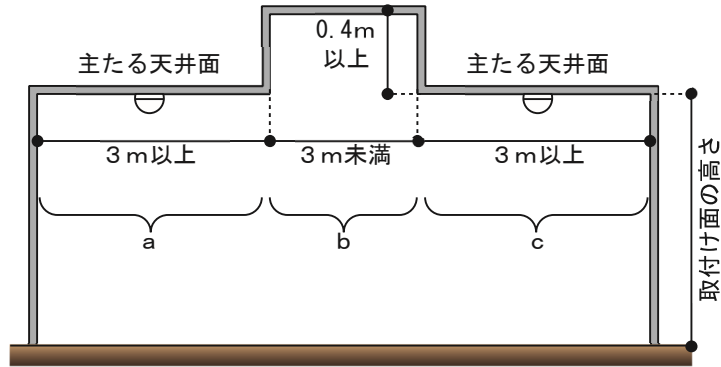 0.4m
以上
主たる天井面
主たる天井面
3m以上
3m未満
3m以上
a
b
c
取付け面の高さ